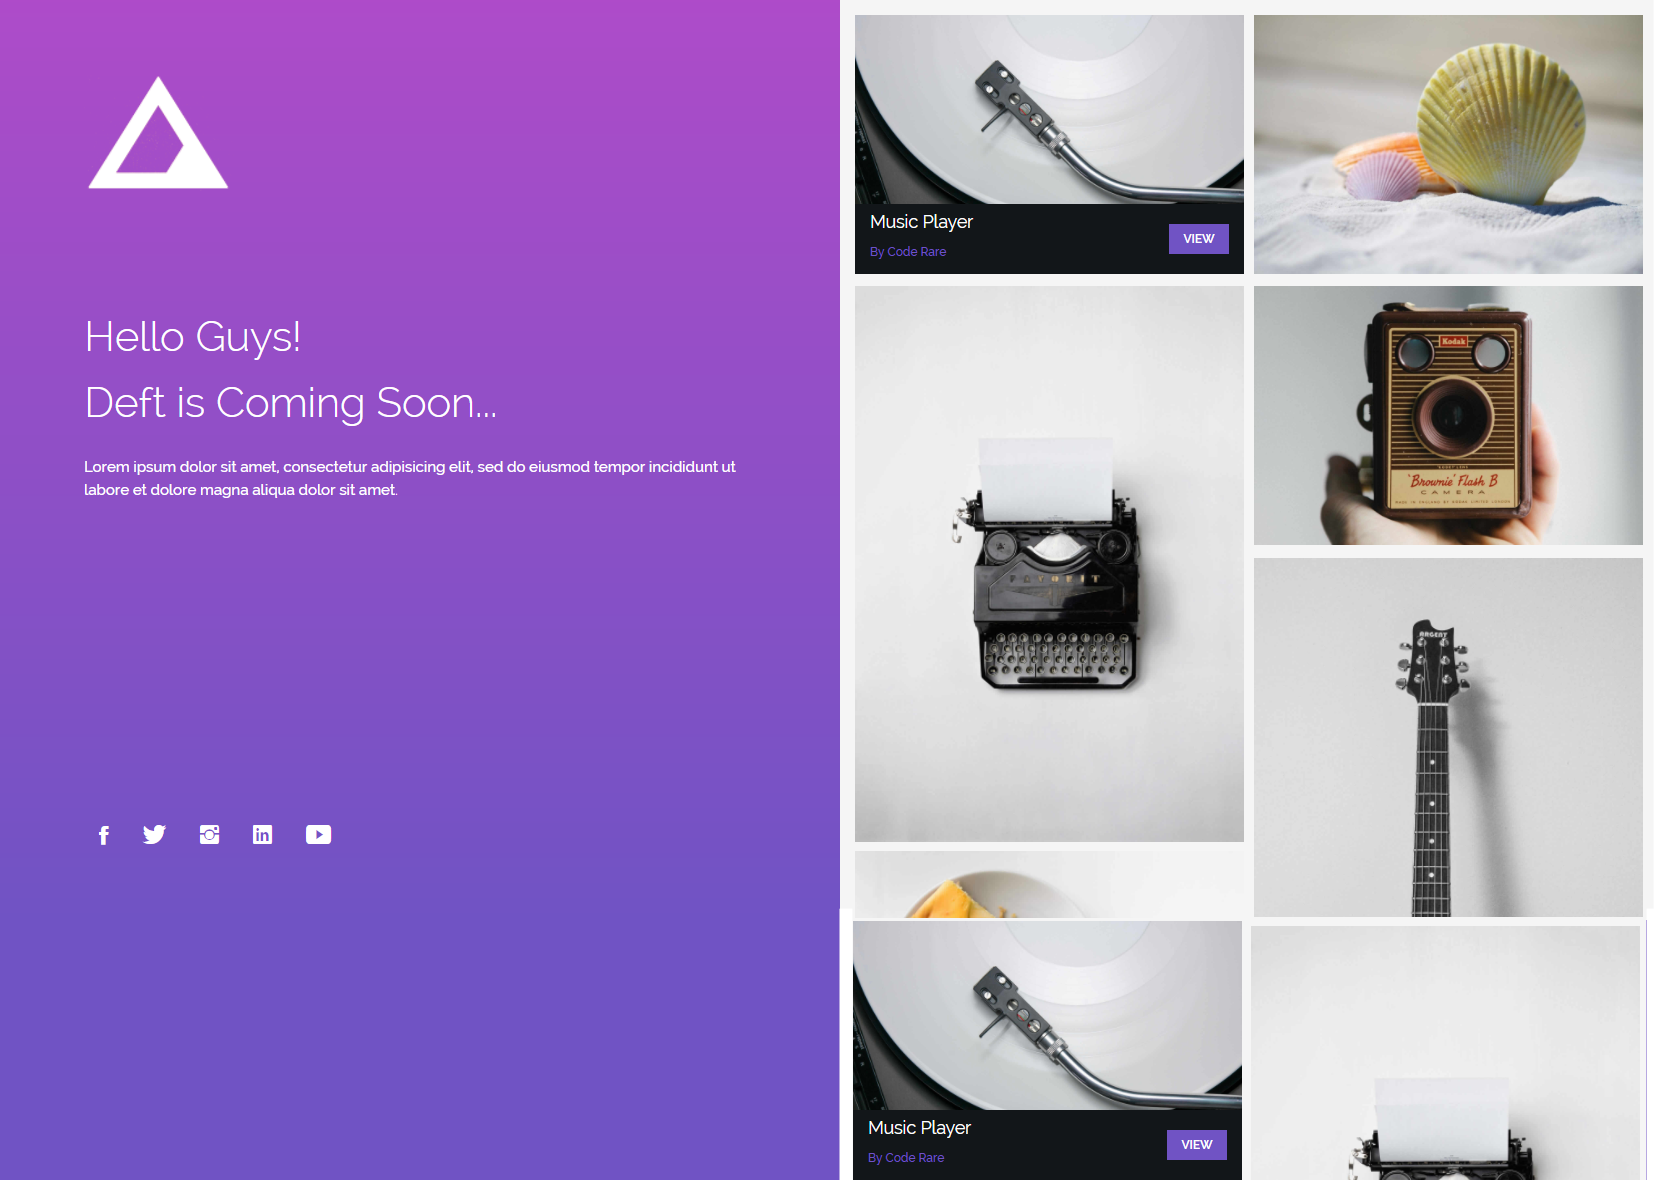 Hello Guys!
Deft is Coming Soon...
Lorem ipsum dolor sit amet, consectetur adipisicing elit, sed do eiusmod tempor incididunt ut
labore et dolore magna aliqua dolor sit amet.
Music Player
By Code Rare
VIEW
Kodak
'Brownie' Flash B
CAMERA
FAVORIT
ARGENT
Music Player
By Code Rare
VIEW